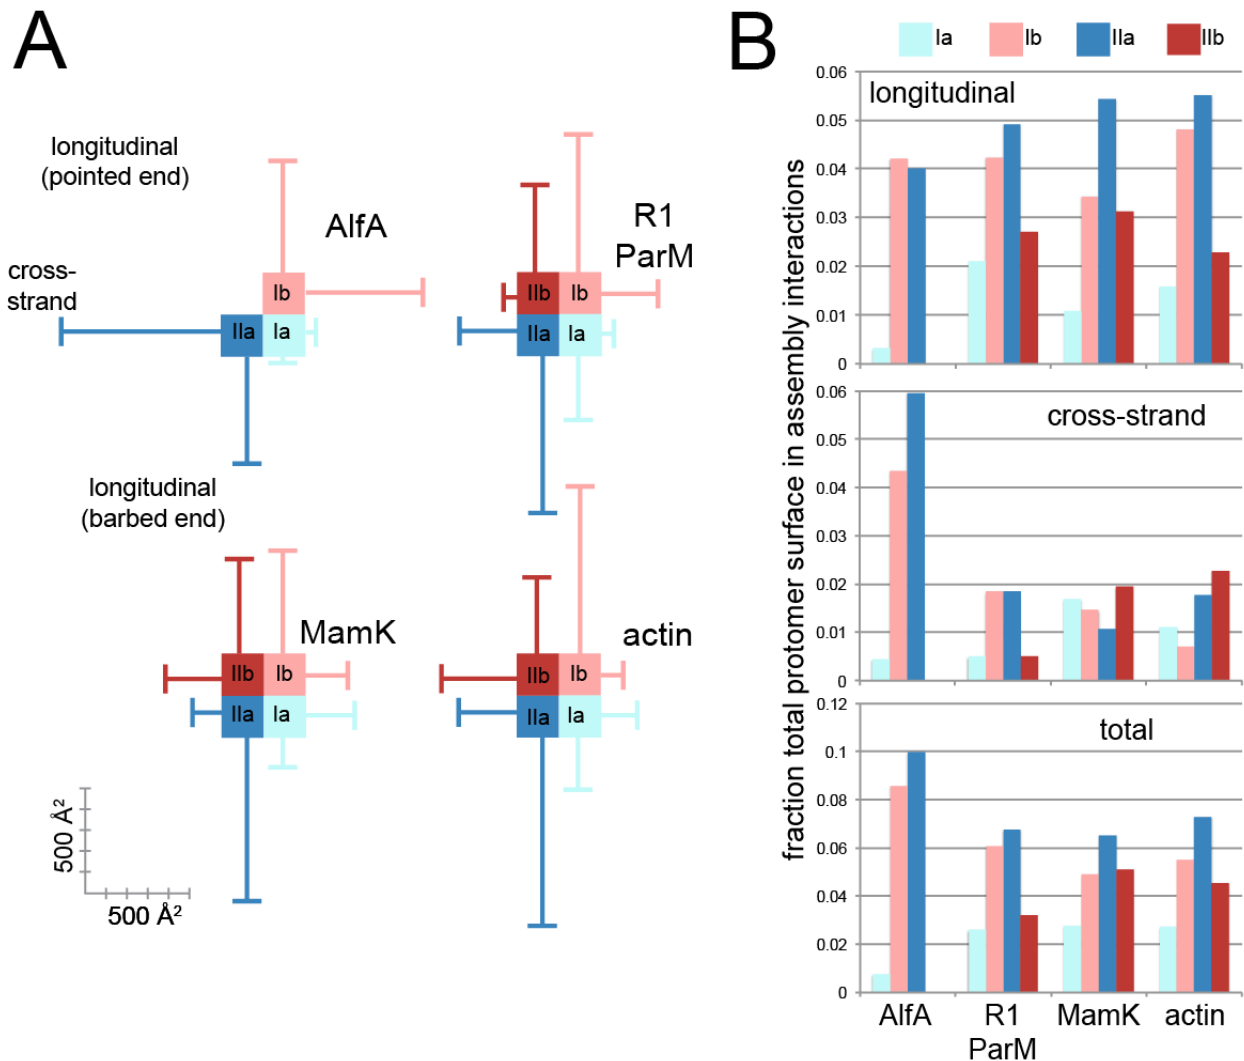 A
longitudinal
(pointed end)
AlfA
cross-
strand
Ib
IIa
Ia
R1
ParM
IIb
Ib
IIa
Ia
longitudinal
(barbed end)
MamK
IIb
Ib
IIa
Ia
actin
IIb
Ib
IIa
Ia
500 Å²
500 Å²
B
Ia
Ib
IIa
IIb
fraction total protomer surface in assembly interactions
longitudinal
0.06
0.05
0.04
0.03
0.02
0.01
0
cross-strand
0.06
0.05
0.04
0.03
0.02
0.01
0
total
0.12
0.1
0.08
0.06
0.04
0.02
0
AlfA
R1
ParM
MamK
actin